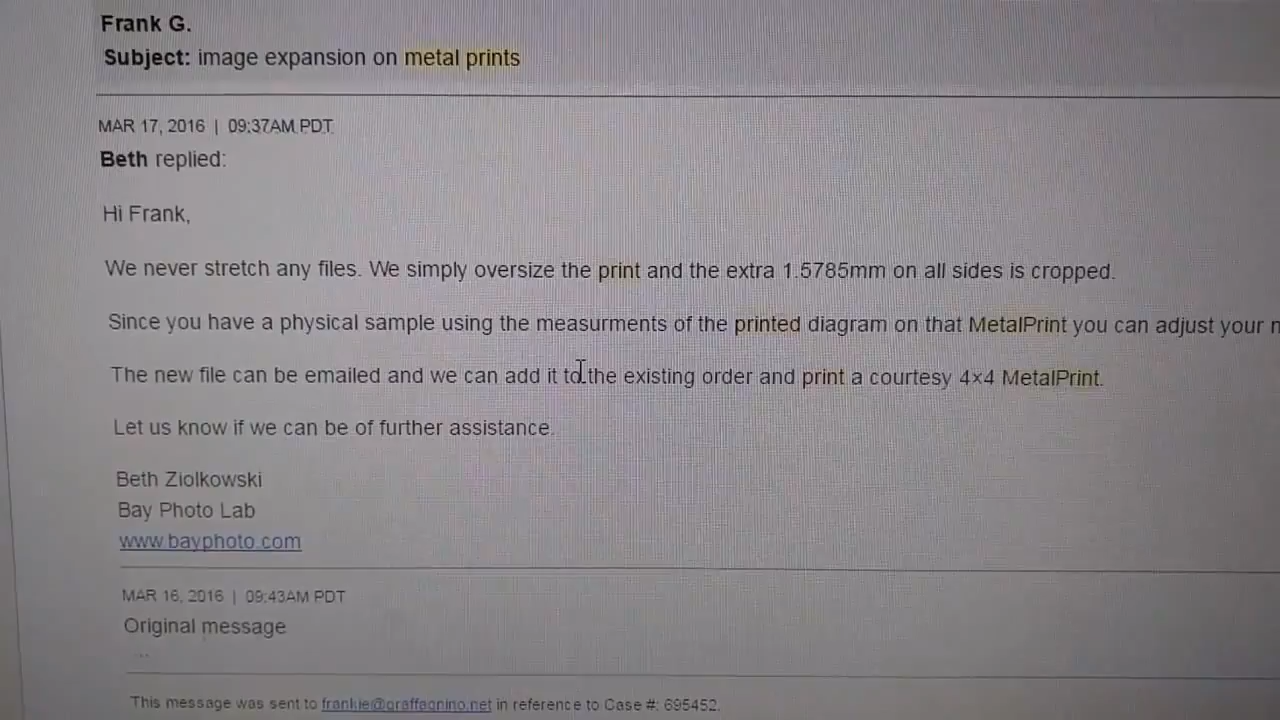 Frank G.
Subject: image expansion on metal prints
MAR 17, 2016 | 09:37AM PDT
Beth replied:
Hi Frank,
We never stretch any files. We simply oversize the print and the extra 1.5785mm on all sides is cropped.
Since you have a physical sample using the measurments of the printed diagram on that MetalPrint you can adjust your
The new file can be emailed and we can add it to the existing order and print a courtesy 4×4 MetalPrint.
Let us know if we can be of further assistance.
Beth Ziolkowski
Bay Photo Lab
www.bayphoto.com
MAR 16, 2016 | 09:43AM PDT
Original message
...
This message was sent to frankie@graffagnino.net in reference to Case #: 695452.